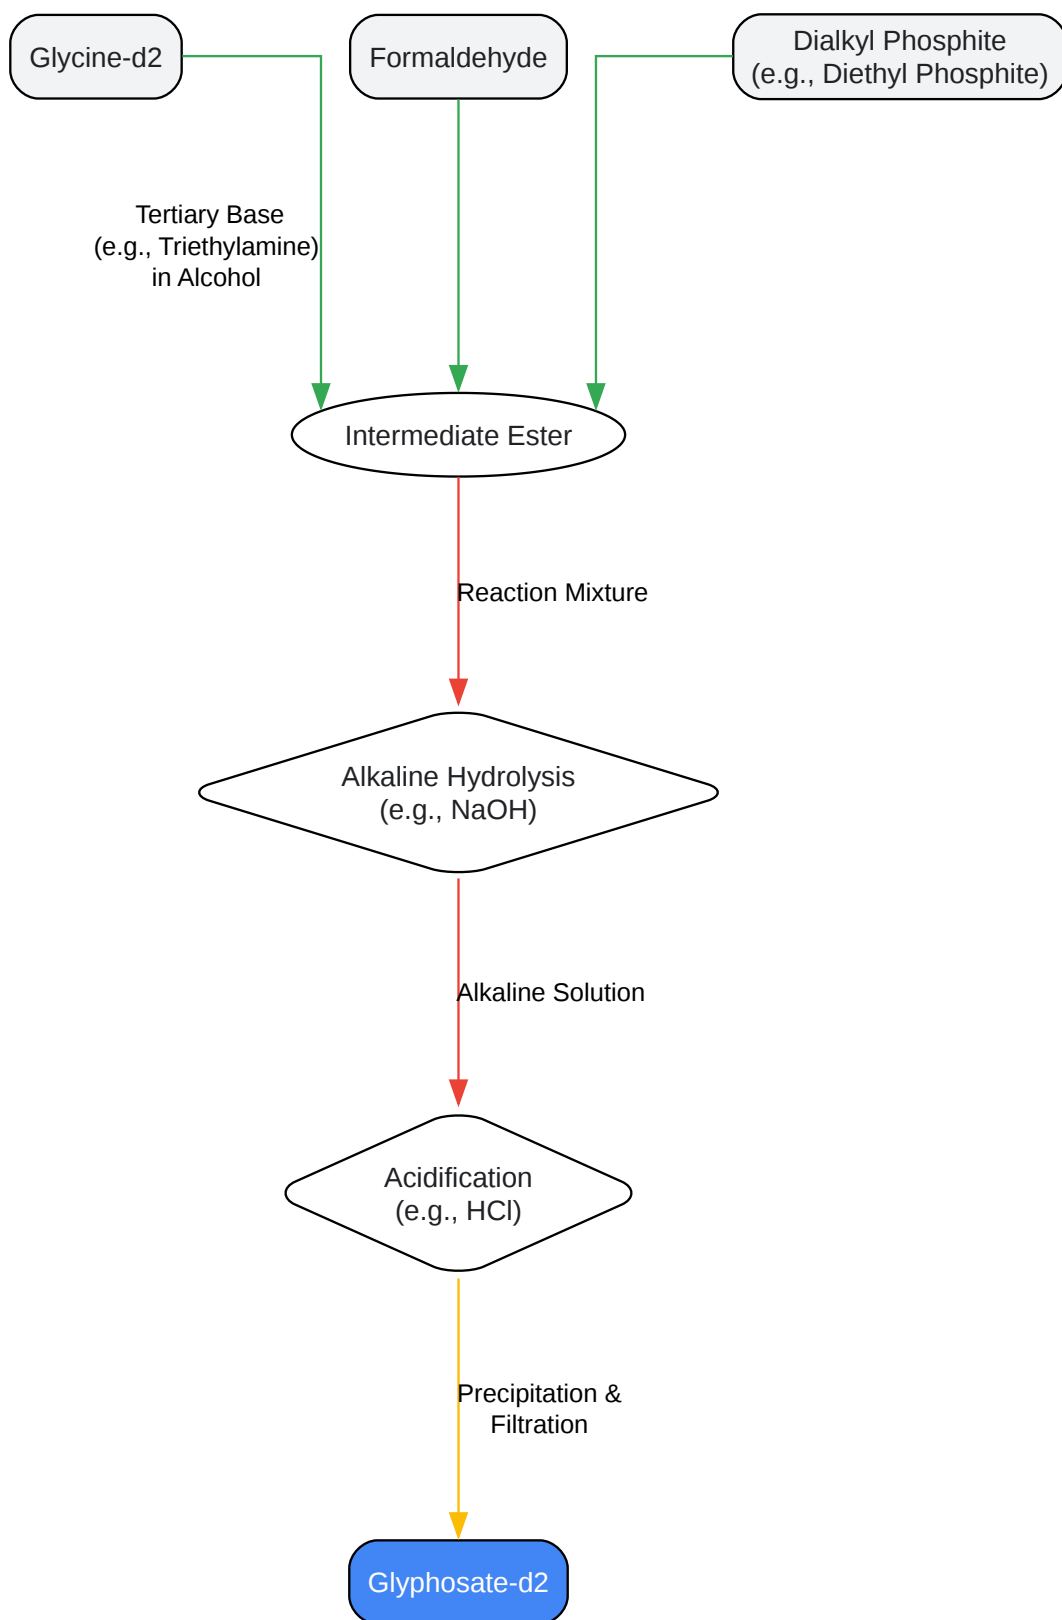 Glycine-d2
Formaldehyde
Dialkyl Phosphite
(e.g., Diethyl Phosphite)
Tertiary Base
(e.g., Triethylamine)
in Alcohol
Intermediate Ester
Reaction Mixture
Alkaline Hydrolysis
(e.g., NaOH)
Alkaline Solution
Acidification
(e.g., HCl)
Precipitation &
Filtration
Glyphosate-d2